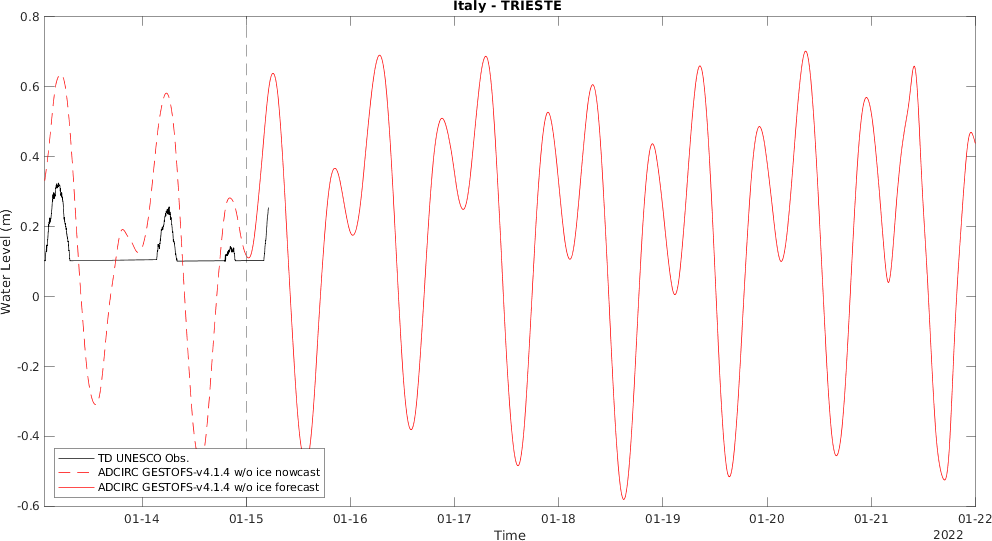 Italy - TRIESTE
Water Level (m)
0.8
0.6
0.4
0.2
0
-0.2
-0.4
-0.6
TD UNESCO Obs.
ADCIRC GESTOFS-v4.1.4 w/o ice nowcast
ADCIRC GESTOFS-v4.1.4 w/o ice forecast
01-14 01-15 01-16 01-17 01-18 01-19 01-20 01-21 01-22
Time
2022